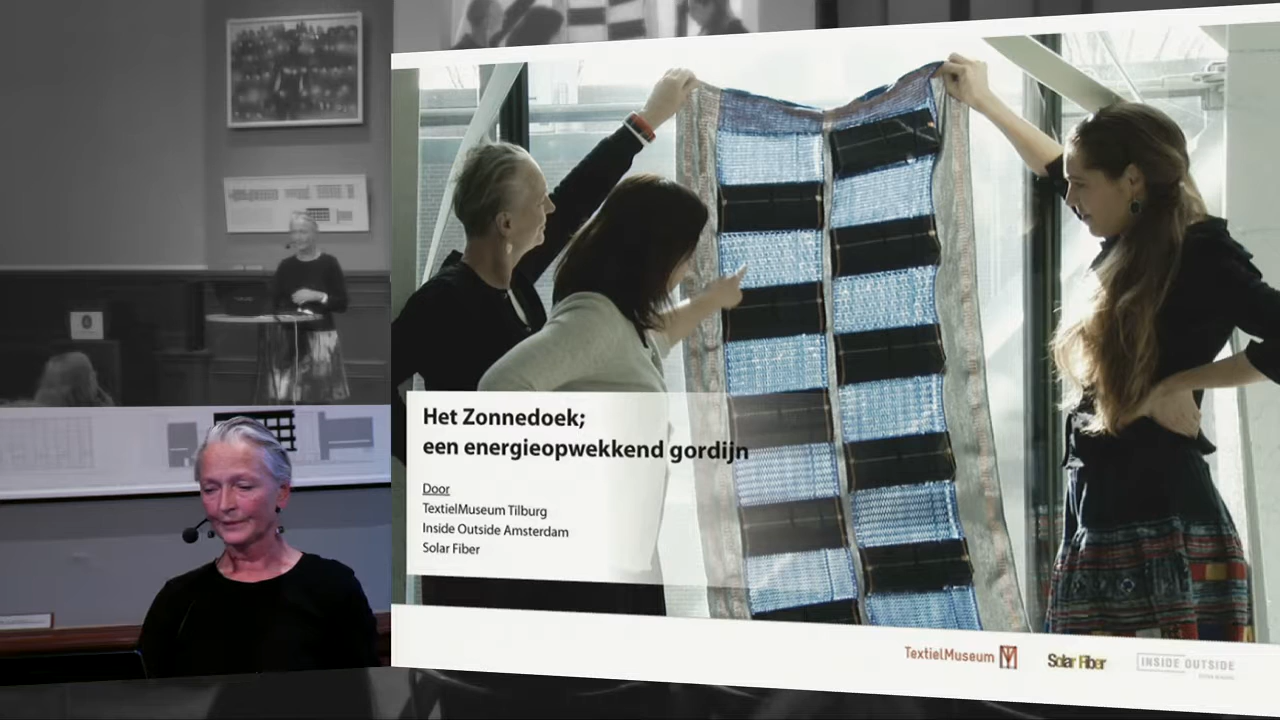 Het Zonnedoek;
een energieopwekkend gordijn
Door
TextielMuseum Tilburg
Inside Outside Amsterdam
Solar Fiber
TextielMuseum
Solar Fiber
INSIDE OUTSIDE